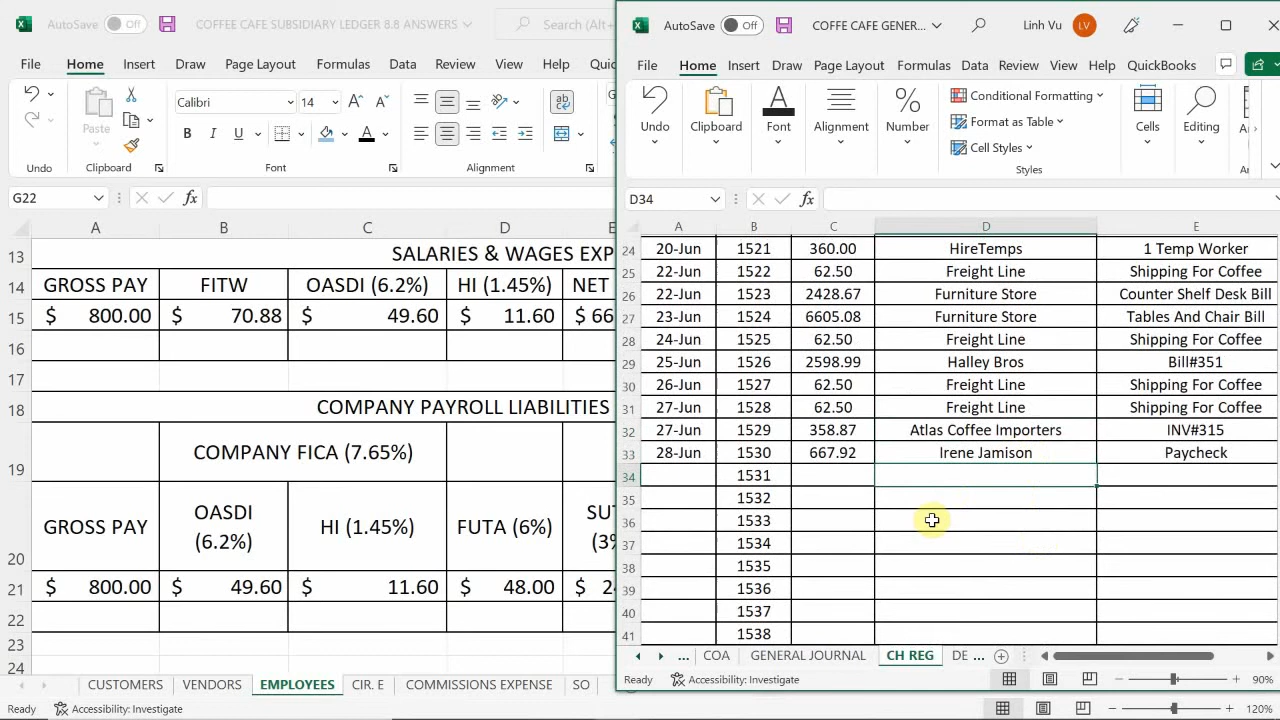 AutoSave Off COFFEE CAFE SUBSIDIARY LEDGER 8.8 ANSWERS Search (Alt+
File Home Insert Draw Page Layout Formulas Data Review View Help
Paste
Calibri 14
B I U A
ab
Undo Clipboard Font Alignment
G22 fx
A B C D
13 SALARIES & WAGES EXP
14 GROSS PAY FITW OASDI (6.2%) HI (1.45%) NET
15 $ 800.00 $ 70.88 $ 49.60 $ 11.60 $ 66
16
17
18 COMPANY PAYROLL LIABILITIES
19 COMPANY FICA (7.65%)
20 GROSS PAY OASDI (6.2%) HI (1.45%) FUTA (6%)
21 $ 800.00 $ 49.60 $ 11.60 $ 48.00 $
22
23
24
CUSTOMERS VENDORS EMPLOYEES CIR. E COMMISSIONS EXPENSE SO
Ready Accessibility: Investigate
AutoSave Off COFFE CAFE GENER... Linh Vu LV
File Home Insert Draw Page Layout Formulas Data Review View Help QuickBooks
Undo Clipboard Font Alignment Number
Conditional Formatting
Format as Table
Cell Styles
Cells Editing
Styles
D34 fx
A B C D E
24 20-Jun 1521 360.00 HireTemps 1 Temp Worker
25 22-Jun 1522 62.50 Freight Line Shipping For Coffee
26 22-Jun 1523 2428.67 Furniture Store Counter Shelf Desk Bill
27 23-Jun 1524 6605.08 Furniture Store Tables And Chair Bill
28 24-Jun 1525 62.50 Freight Line Shipping For Coffee
29 25-Jun 1526 2598.99 Halley Bros Bill#351
30 26-Jun 1527 62.50 Freight Line Shipping For Coffee
31 27-Jun 1528 62.50 Freight Line Shipping For Coffee
32 27-Jun 1529 358.87 Atlas Coffee Importers INV#315
33 28-Jun 1530 667.92 Irene Jamison Paycheck
34 1531
35 1532
36 1533
37 1534
38 1535
39 1536
40 1537
41 1538
... COA GENERAL JOURNAL CH REG DE ...
Ready Accessibility: Investigate 90%
120%